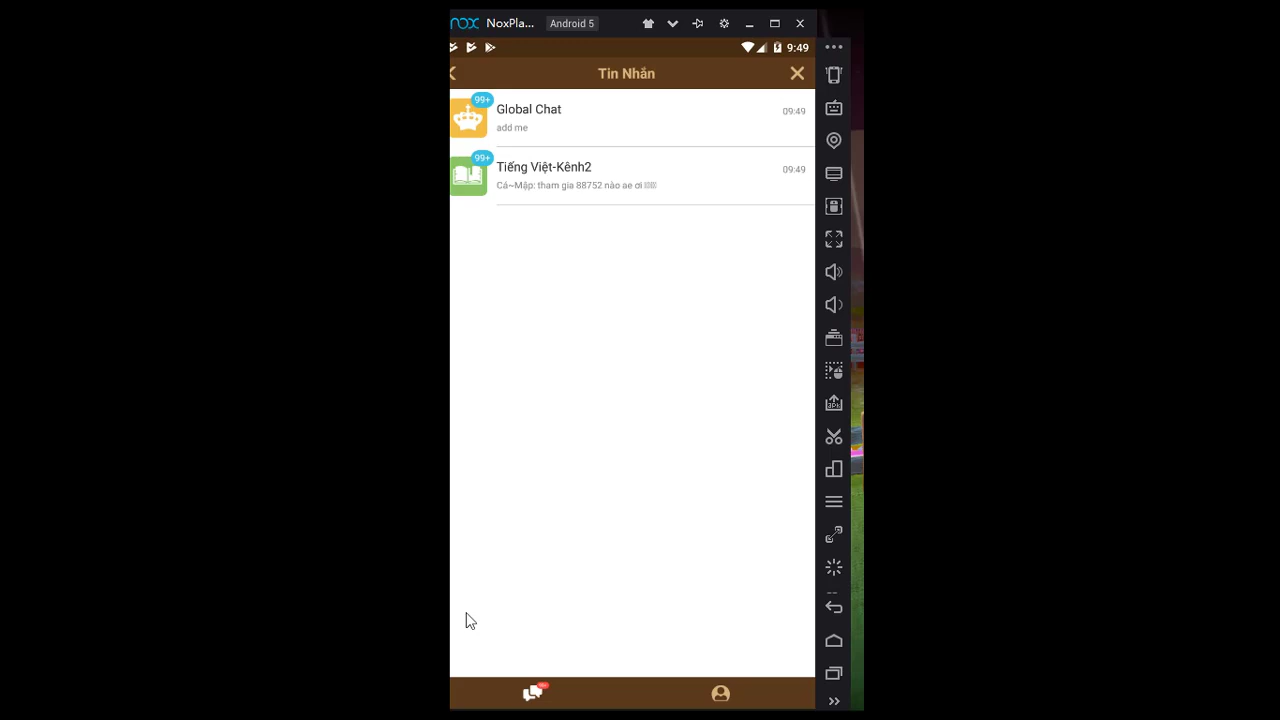 nox NoxPla... Android 5
9:49
Tin Nhắn
99+
Global Chat
09:49
add me
99+
Tiếng Việt-Kênh2
09:49
Cá~Mập: tham gia 88752 nào ae ơi